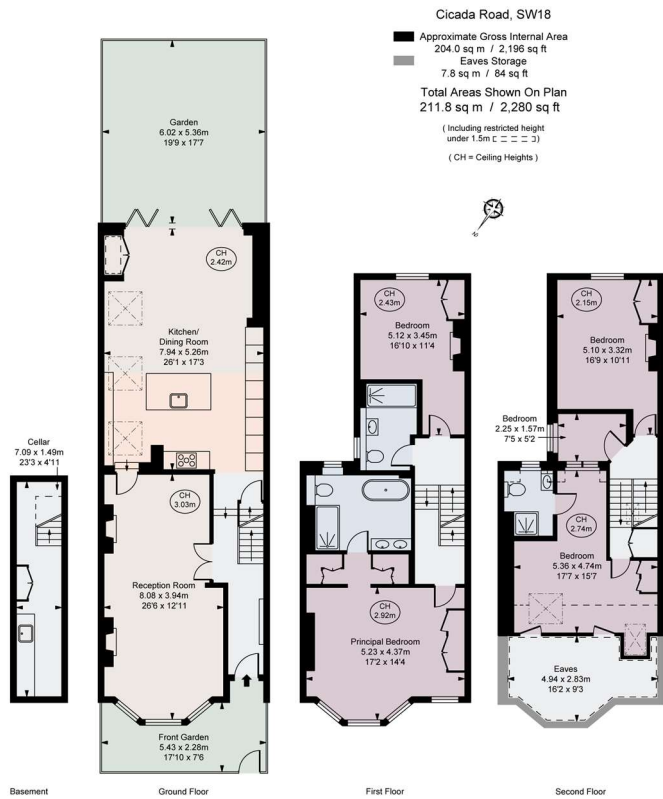 Cicada Road, SW18
Approximate Gross Internal Area
204.0 sq m / 2,196 sq ft
Eaves Storage
7.8 sq m / 84 sq ft
Total Areas Shown On Plan
211.8 sq m / 2,280 sq ft
( Including restricted height
under 1.5m )
( CH = Ceiling Heights )
N
Garden
6.02 x 5.36m
19'9 x 17'7
CH
2.42m
Kitchen/
Dining Room
7.94 x 5.26m
26'1 x 17'3
Cellar
7.09 x 1.49m
23'3 x 4'11
CH
3.03m
Reception Room
8.08 x 3.94m
26'6 x 12'11
Front Garden
5.43 x 2.28m
17'10 x 7'6
CH
2.43m
Bedroom
5.12 x 3.45m
16'10 x 11'4
CH
2.92m
Principal Bedroom
5.23 x 4.37m
17'2 x 14'4
CH
2.15m
Bedroom
5.10 x 3.32m
16'9 x 10'11
Bedroom
2.25 x 1.57m
7'5 x 5'2
CH
2.74m
Bedroom
5.36 x 4.74m
17'7 x 15'7
Eaves
4.94 x 2.83m
16'2 x 9'3
Basement
Ground Floor
First Floor
Second Floor